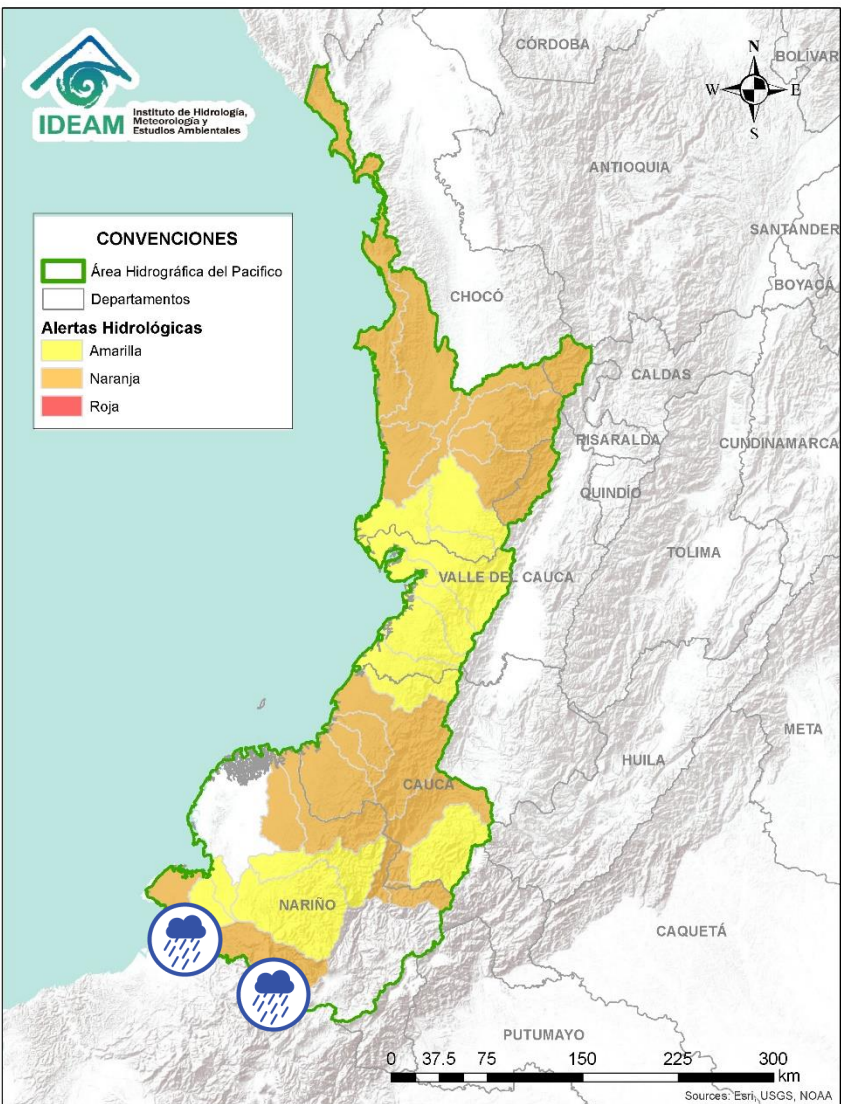 IDEAM
Instituto de Hidrología,
Meteorología y
Estudios Ambientales
N
W
E
S
CÓRDOBA
BOLÍVAR
ANTIOQUIA
SANTANDER
BOYACÁ
CHOCÓ
CALDAS
RISARALDA
CUNDINAMARCA
QUINDÍO
TOLIMA
VALLE DEL CAUCA
META
HUILA
CAUCA
NARIÑO
CAQUETÁ
PUTUMAYO
CONVENCIONES
Área Hidrográfica del Pacifico
Departamentos
Alertas Hidrológicas
Amarilla
Naranja
Roja
0 37.5 75 150 225 300
km
Sources: Esri, USGS, NOAA